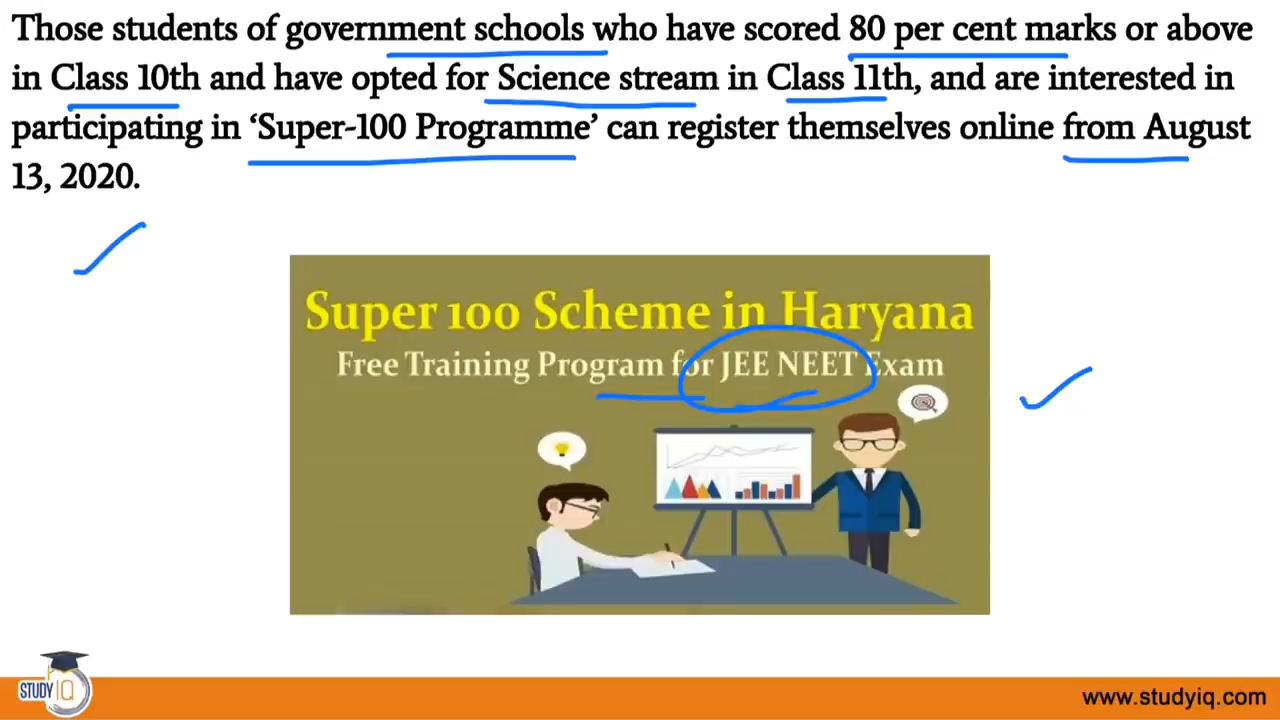 Those students of government schools who have scored 80 per cent marks or above
in Class 10th and have opted for Science stream in Class 11th, and are interested in
participating in ‘Super-100 Programme’ can register themselves online from August
13, 2020.
Super 100 Scheme in Haryana
Free Training Program for JEE NEET Exam
STUDY IQ
www.studyiq.com